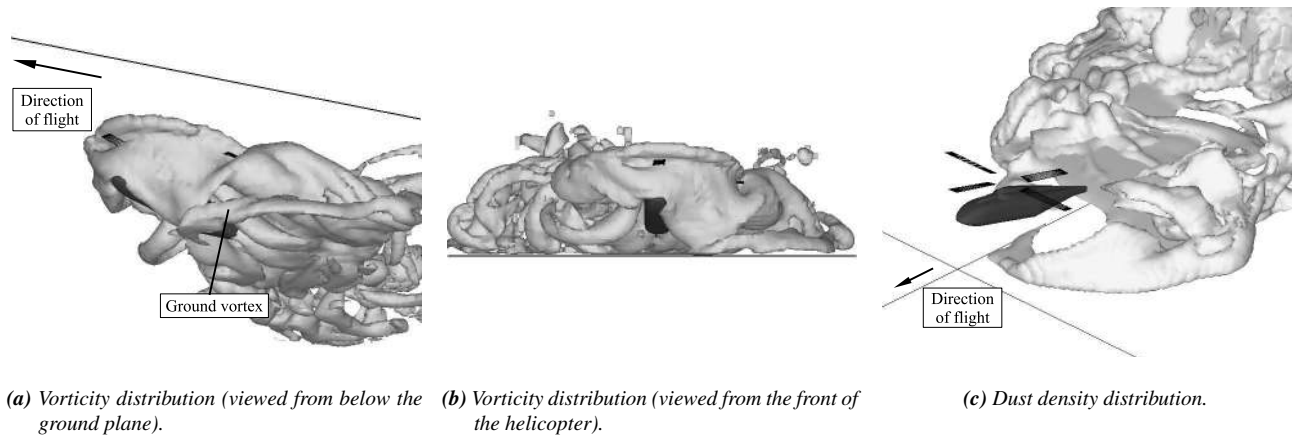 Direction
of flight
Ground vortex
Direction
of flight
(a) Vorticity distribution (viewed from below the
ground plane).
(b) Vorticity distribution (viewed from the front of
the helicopter).
(c) Dust density distribution.